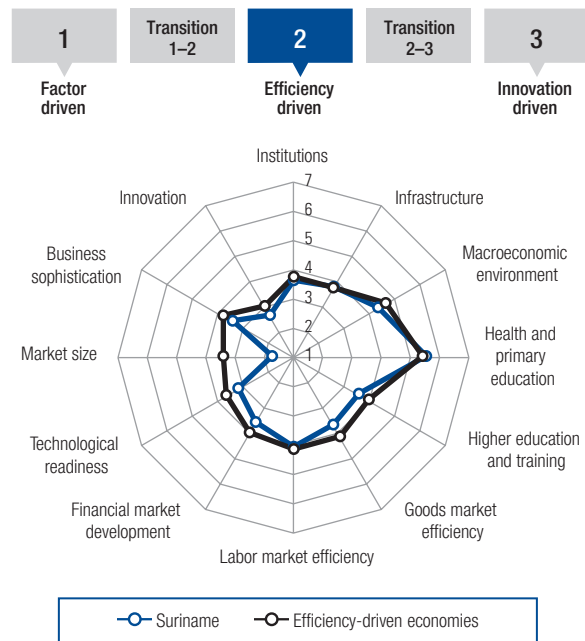 1
Transition
1–2
2
Transition
2–3
3
Factor
driven
Efficiency
driven
Innovation
driven
Institutions
7
Innovation
Infrastructure
6
5
Business
sophistication
Macroeconomic
environment
4
3
2
Market size
1
Health and
primary
education
Technological
readiness
Higher education
and training
Financial market
development
Goods market
efficiency
Labor market efficiency
Suriname
Efficiency-driven economies